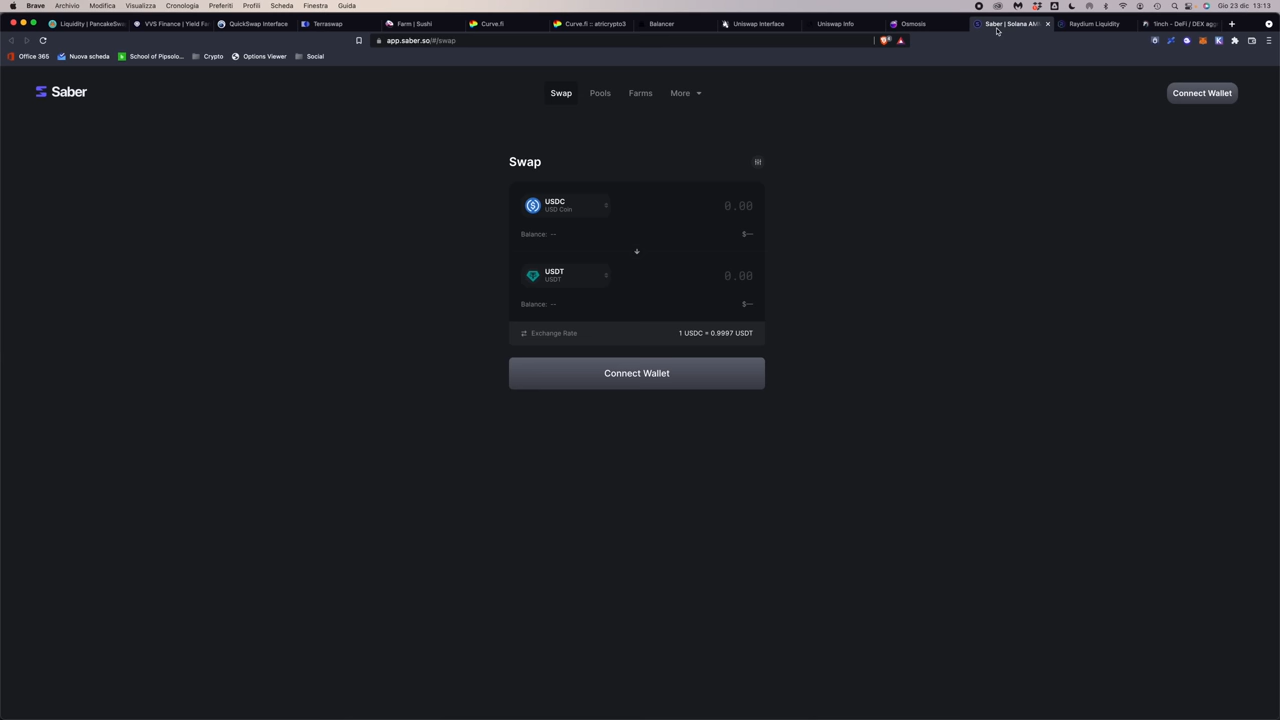 Brave Archivio Modifica Visualizza Cronologia Preferiti Profili Scheda Finestra Guida Gio 23 dic 13:13
Liquidity | PancakeSwa VVS Finance | Yield Fa QuickSwap Interface Terraswap Farm | Sushi Curve.fi Curve.fi :: atricrypto3 Balancer Uniswap Interface Uniswap Info Osmosis Saber | Solana AM Raydium Liquidity 1inch - DeFi / DEX agg
app.saber.so/#/swap
Office 365 Nuova scheda School of Pipsolo... Crypto Options Viewer Social
Saber Swap Pools Farms More Connect Wallet
Swap
USDC 0.00
USD Coin
Balance: -- $--
USDT 0.00
USDT
Balance: -- $--
Exchange Rate 1 USDC = 0.9997 USDT
Connect Wallet